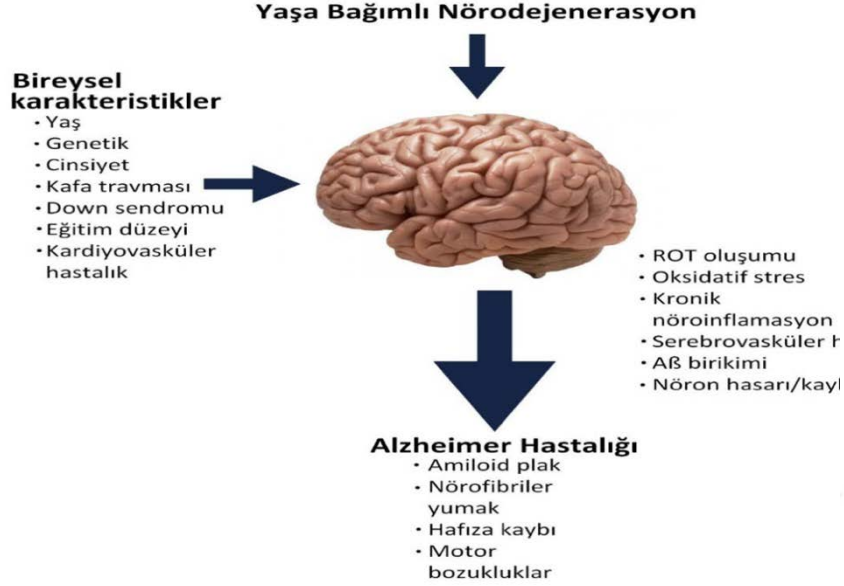 Yaşa Bağımlı Nörodejenerasyon
Bireysel
karakteristikler
· Yaş
· Genetik
· Cinsiyet
· Kafa travması
· Down sendromu
· Eğitim düzeyi
· Kardiyovasküler
hastalık
· ROT oluşumu
· Oksidatif stres
· Kronik
nöroinflamasyon
· Serebrovasküler
· Aß birikimi
· Nöron hasarı/
Alzheimer Hastalığı
· Amiloid plak
· Nörofibriler
yumak
· Hafıza kaybı
· Motor
bozukluklar